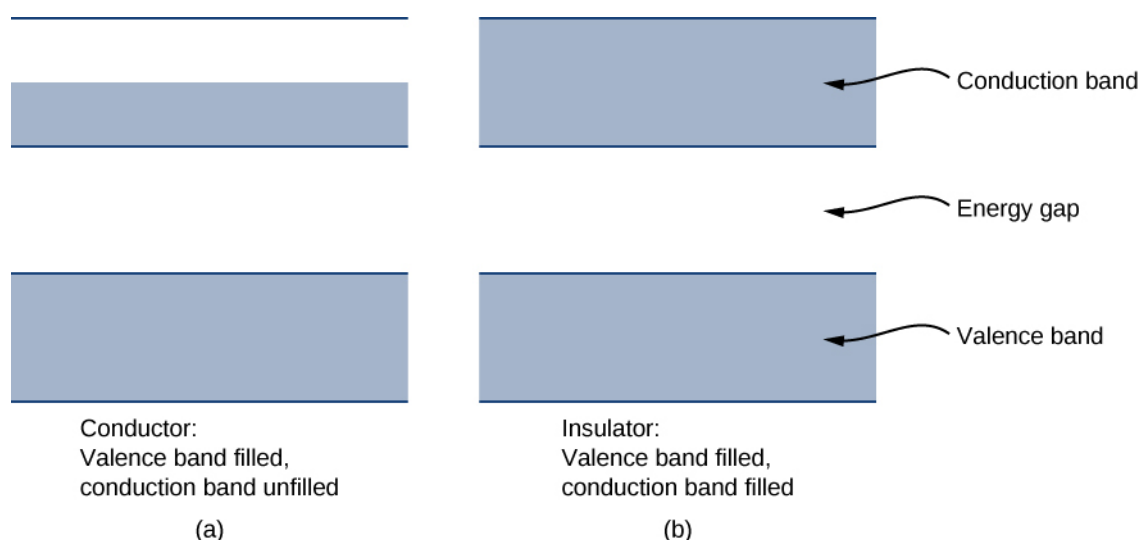 Conduction band
Energy gap
Valence band
Conductor:
Valence band filled,
conduction band unfilled
(a)
Insulator:
Valence band filled,
conduction band filled
(b)